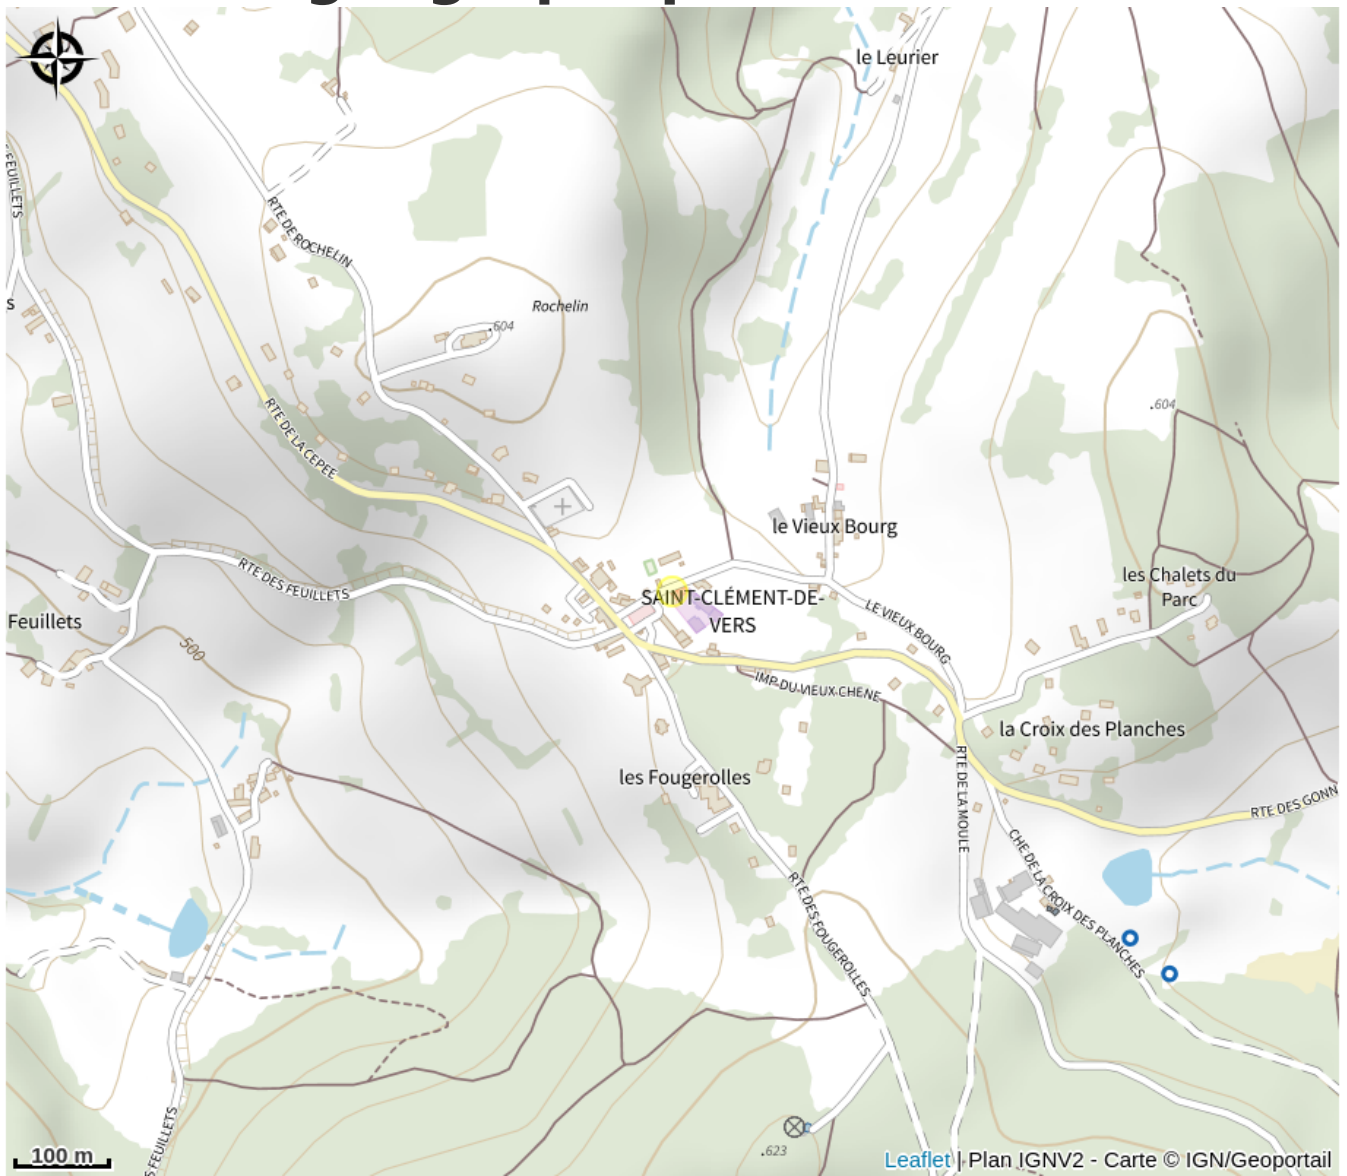 le Leurier
S FEUILLETS
RTE DE ROCHELIN
s
Rochelin
.604
.604
RTE DE LA CEPEE
le Vieux Bourg
RTE DES FEUILLETS
les Chalets du
Parc
SAINT-CLÉMENT-DE-
VERS
LE VIEUX BOURG
Feuillets
500
IMP DU VIEUX CHENE
la Croix des Planches
les Fougerolles
RTE DE LA MOULE
RTE DES GONN
CHE DE LA CROIX DES PLANCHES
RTE DES FOUGEROLLES
S FEUILLETS
.623
100 m
Leaflet | Plan IGNV2 - Carte © IGN/Geoportail